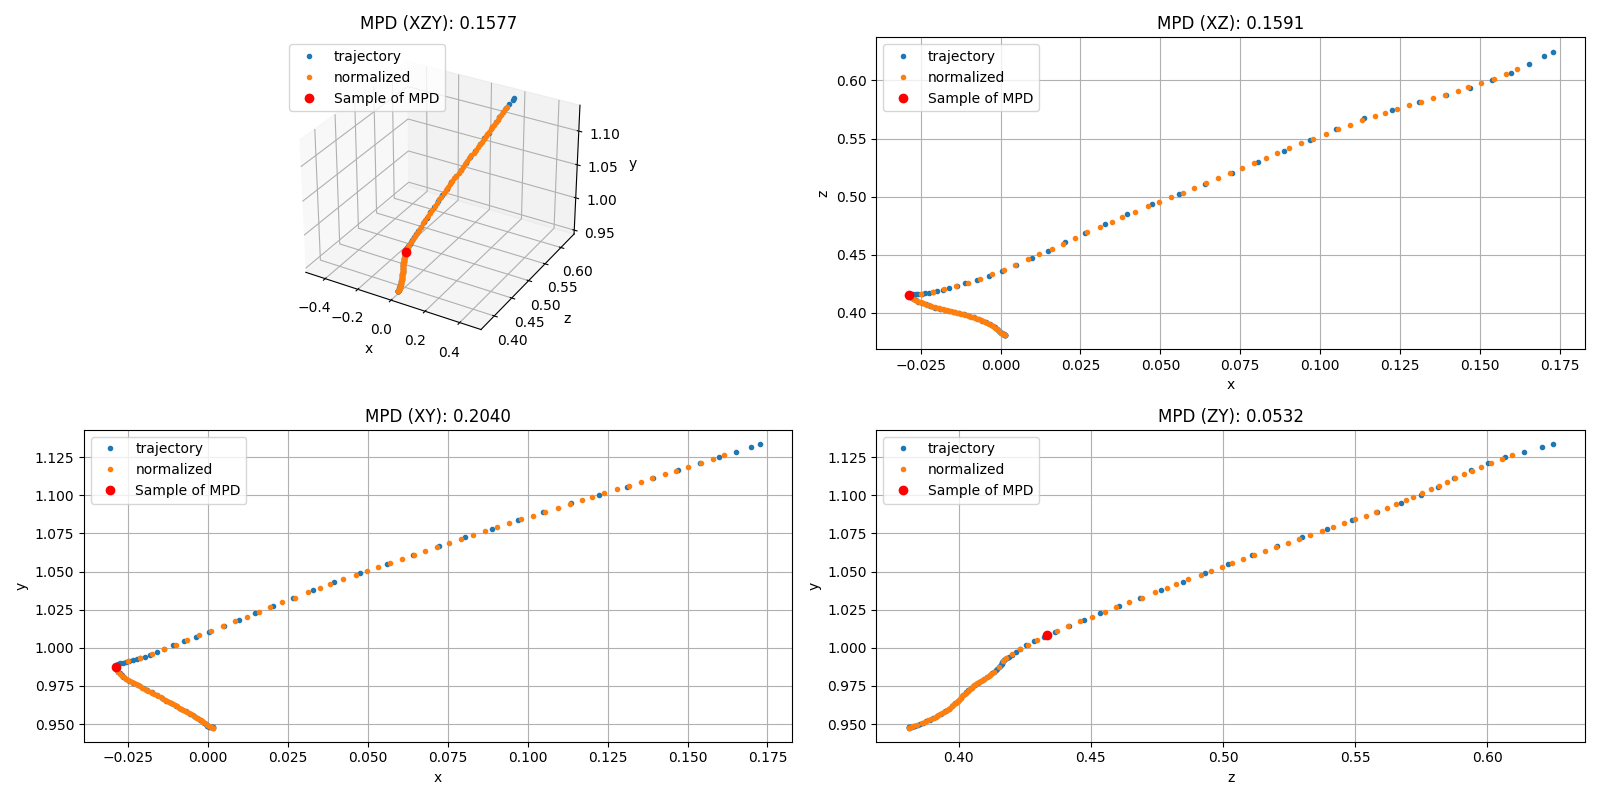 MPD (XZY): 0.1577
trajectory
normalized
Sample of MPD
1.10
1.05
1.00
0.95
y
−0.4
−0.2
0.0
0.2
0.4
x
0.40
0.45
0.50
0.55
0.60
z
MPD (XZ): 0.1591
trajectory
normalized
Sample of MPD
0.60
0.55
0.50
0.45
0.40
z
−0.025 0.000 0.025 0.050 0.075 0.100 0.125 0.150 0.175
x
MPD (XY): 0.2040
trajectory
normalized
Sample of MPD
1.125
1.100
1.075
1.050
1.025
1.000
0.975
0.950
y
−0.025 0.000 0.025 0.050 0.075 0.100 0.125 0.150 0.175
x
MPD (ZY): 0.0532
trajectory
normalized
Sample of MPD
1.125
1.100
1.075
1.050
1.025
1.000
0.975
0.950
y
0.40 0.45 0.50 0.55 0.60
z